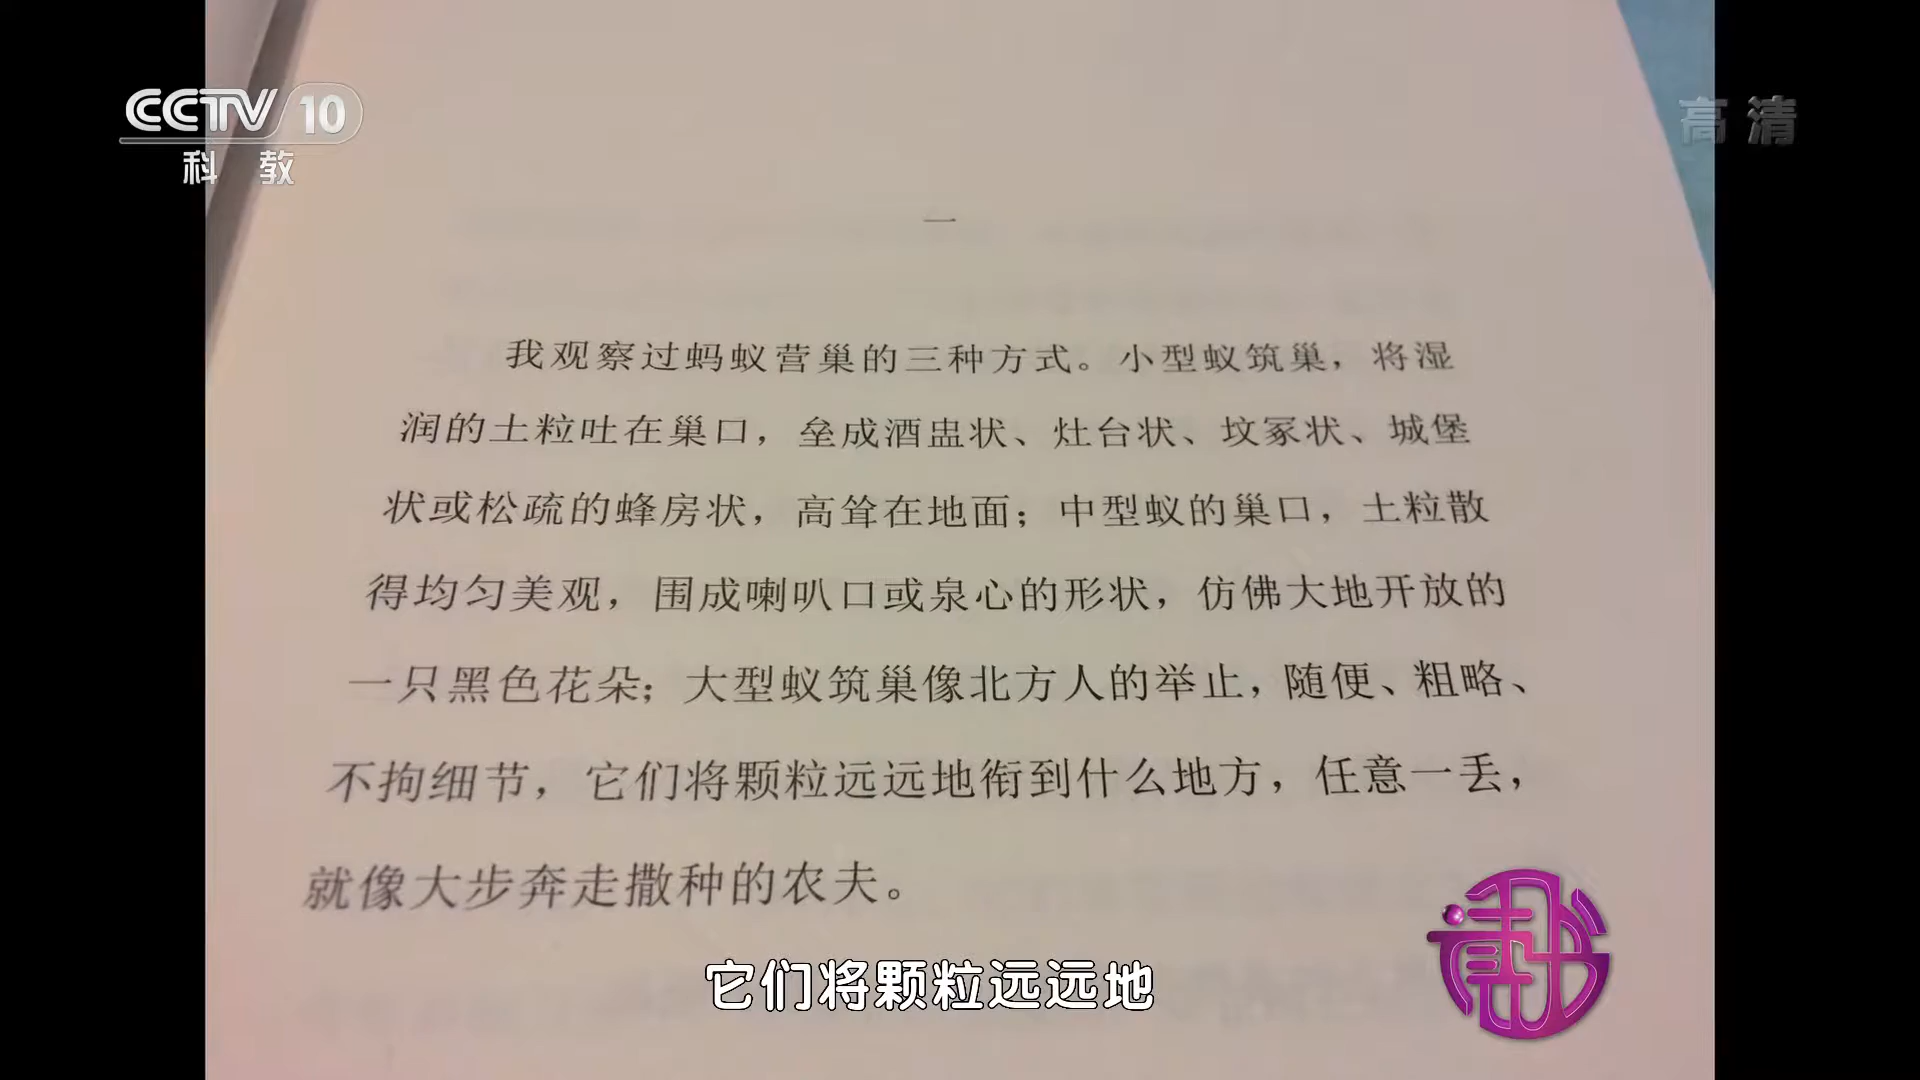 CCTV 10
科 教
高清
一
我观察过蚂蚁营巢的三种方式。小型蚁筑巢，将湿
润的土粒吐在巢口，垒成酒盅状、灶台状、坟冢状、城堡
状或松疏的蜂房状，高耸在地面；中型蚁的巢口，土粒散
得均匀美观，围成喇叭口或泉心的形状，仿佛大地开放的
一只黑色花朵；大型蚁筑巢像北方人的举止，随便、粗略、
不拘细节，它们将颗粒远远地衔到什么地方，任意一丢，
就像大步奔走撒种的农夫。
它们将颗粒远远地